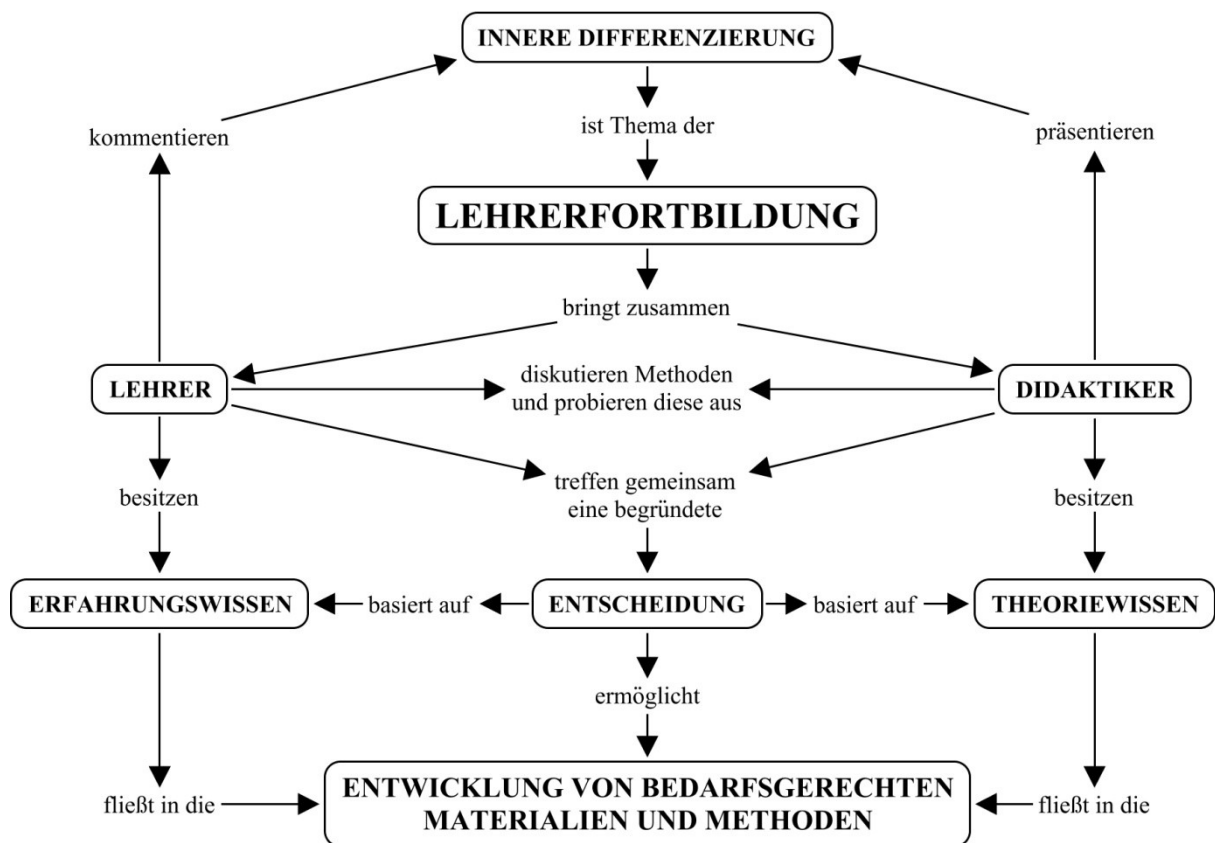 INNERE DIFFERENZIERUNG
kommentieren
ist Thema der
präsentieren
LEHRERFORTBILDUNG
bringt zusammen
LEHRER
diskutieren Methoden
und probieren diese aus
DIDAKTIKER
besitzen
treffen gemeinsam
eine begründete
besitzen
ERFAHRUNGSWISSEN
basiert auf
ENTSCHEIDUNG
basiert auf
THEORIEWISSEN
ermöglicht
fließt in die
ENTWICKLUNG VON BEDARFSGERECHTEN
MATERIALIEN UND METHODEN
fließt in die